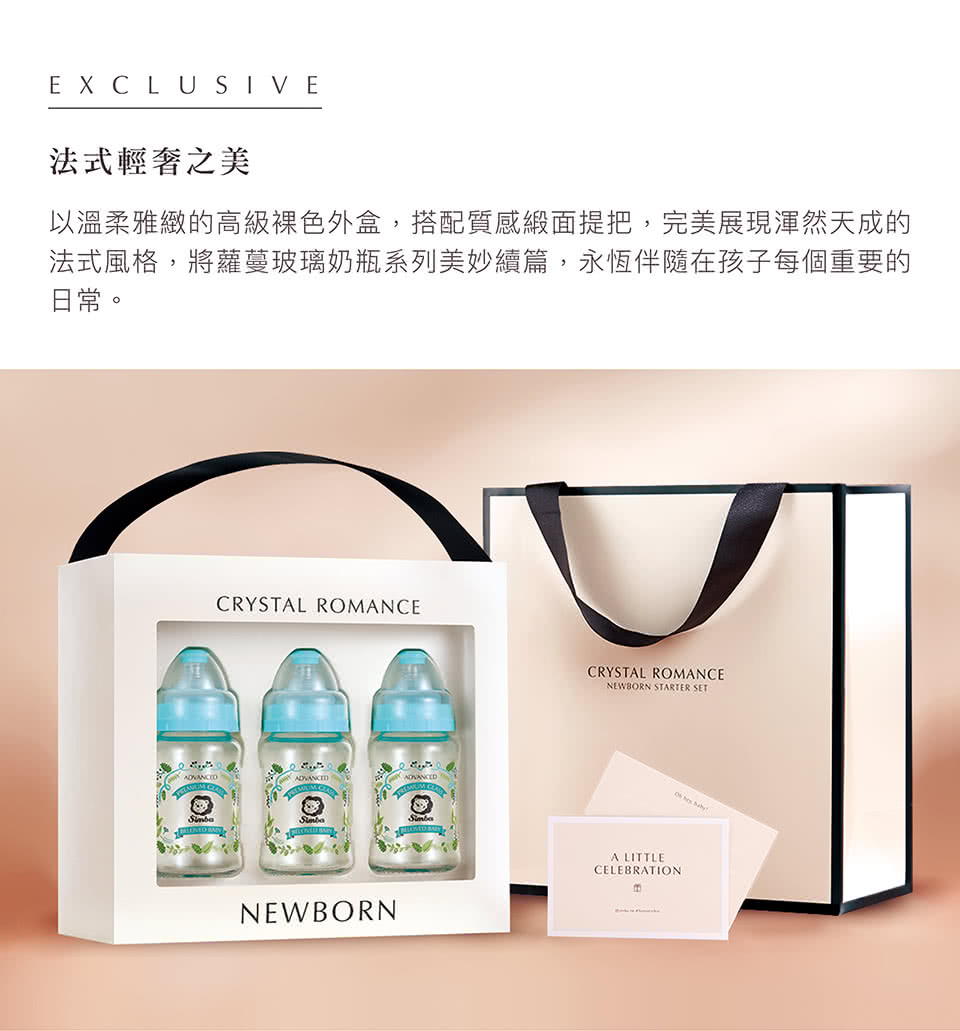 EXCLUSIVE
法式輕奢之美
以溫柔雅緻的高級裸色外盒，搭配質感緞面提把，完美展現渾然天成的
法式風格，將蘿蔓玻璃奶瓶系列美妙續篇，永恆伴隨在孩子每個重要的
日常。
CRYSTAL ROMANCE
ADVANCED
PREMIUM GLASS
Simba
BELOVED BABY
ADVANCED
PREMIUM GLASS
Simba
BELOVED BABY
ADVANCED
PREMIUM GLASS
Simba
BELOVED BABY
NEWBORN
CRYSTAL ROMANCE
NEWBORN STARTER SET
Oh hey, baby!
A LITTLE
CELEBRATION